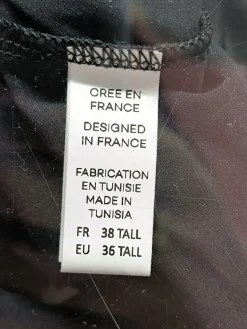 CREE EN
FRANCE
DESIGNED
IN FRANCE
FABRICATION
EN TUNISIE
MADE IN
TUNISIA
FR 38 TALL
EU 36 TALL